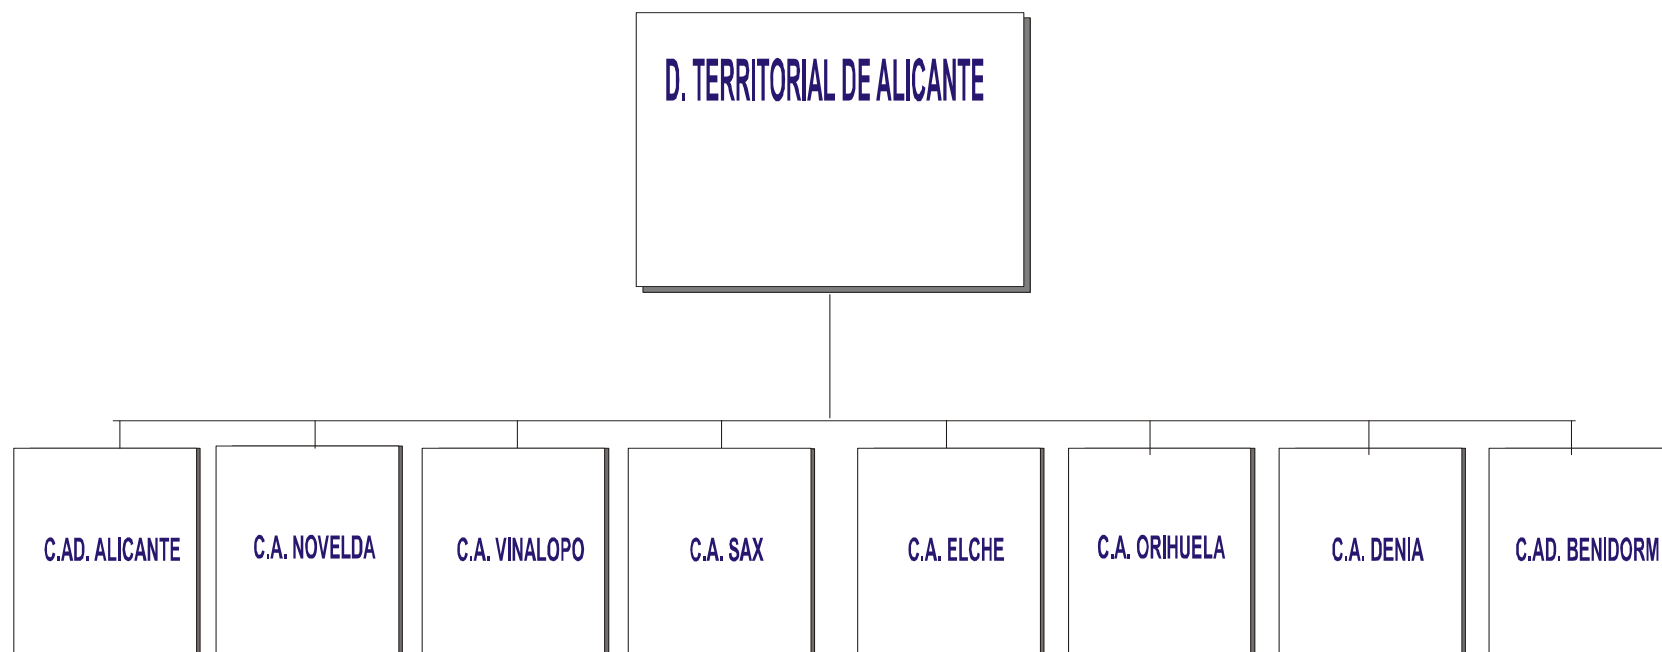 D. TERRITORIAL DE ALICANTE
C.AD. ALICANTE
C.A. NOVELDA
C.A. VINALOPO
C.A. SAX
C.A. ELCHE
C.A. ORIHUELA
C.A. DENIA
C.AD. BENIDORM